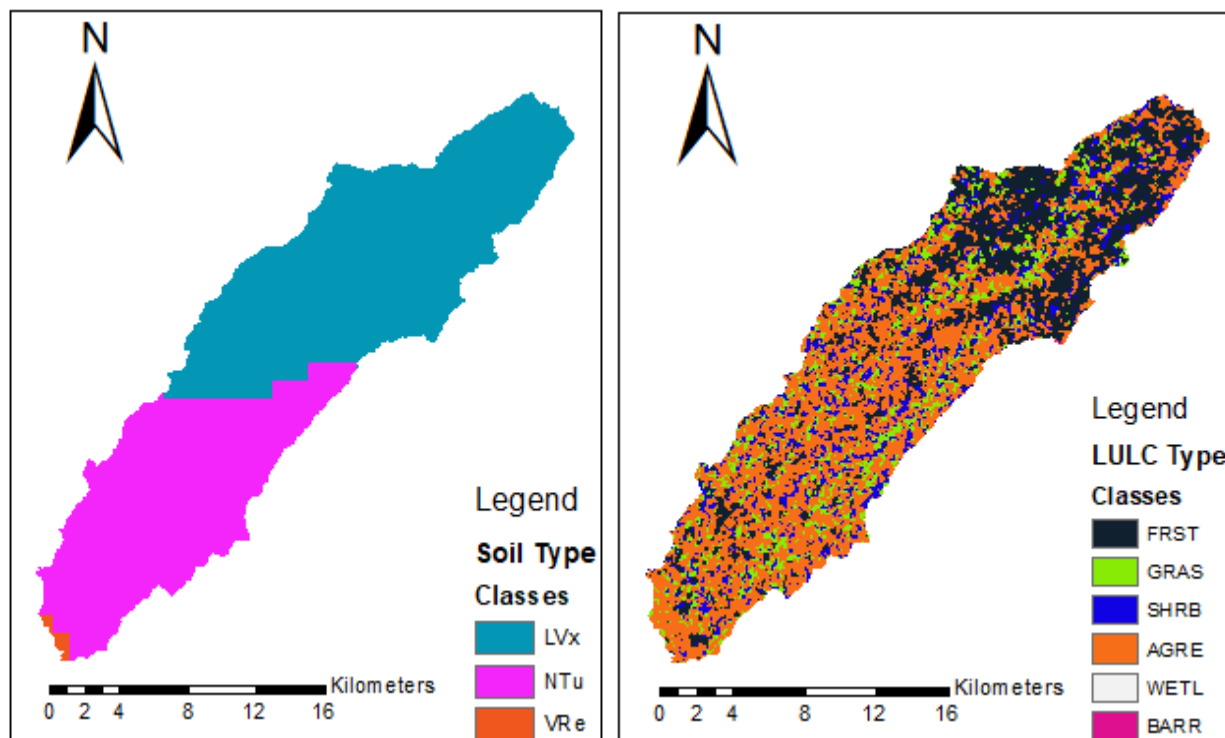 N
Legend
Soil Type
Classes
LVx
NTu
VRe
Kilometers
0 2 4 8 12 16
N
Legend
LULC Type
Classes
FRST
GRAS
SHRB
AGRE
WETL
BARR
Kilometers
0 2 4 8 12 16